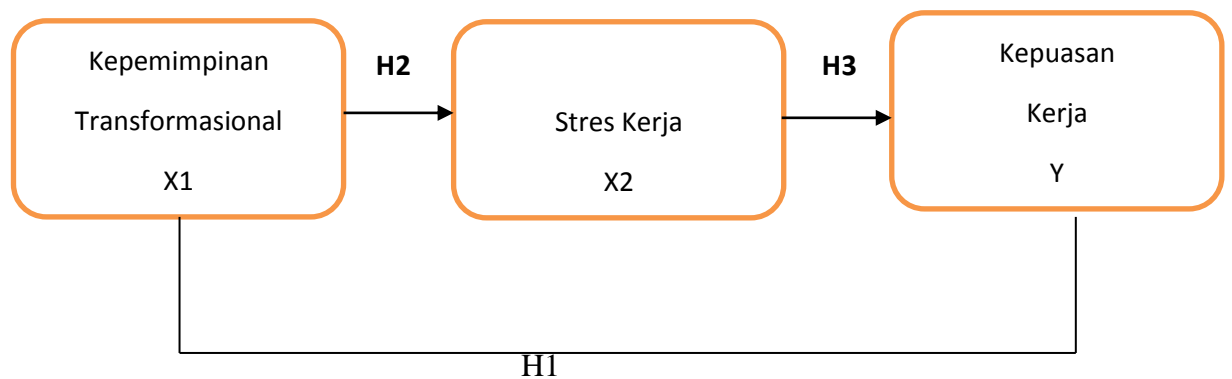 Kepemimpinan
Transformasional
X1
H2
Stres Kerja
X2
H3
Kepuasan
Kerja
Y
H1